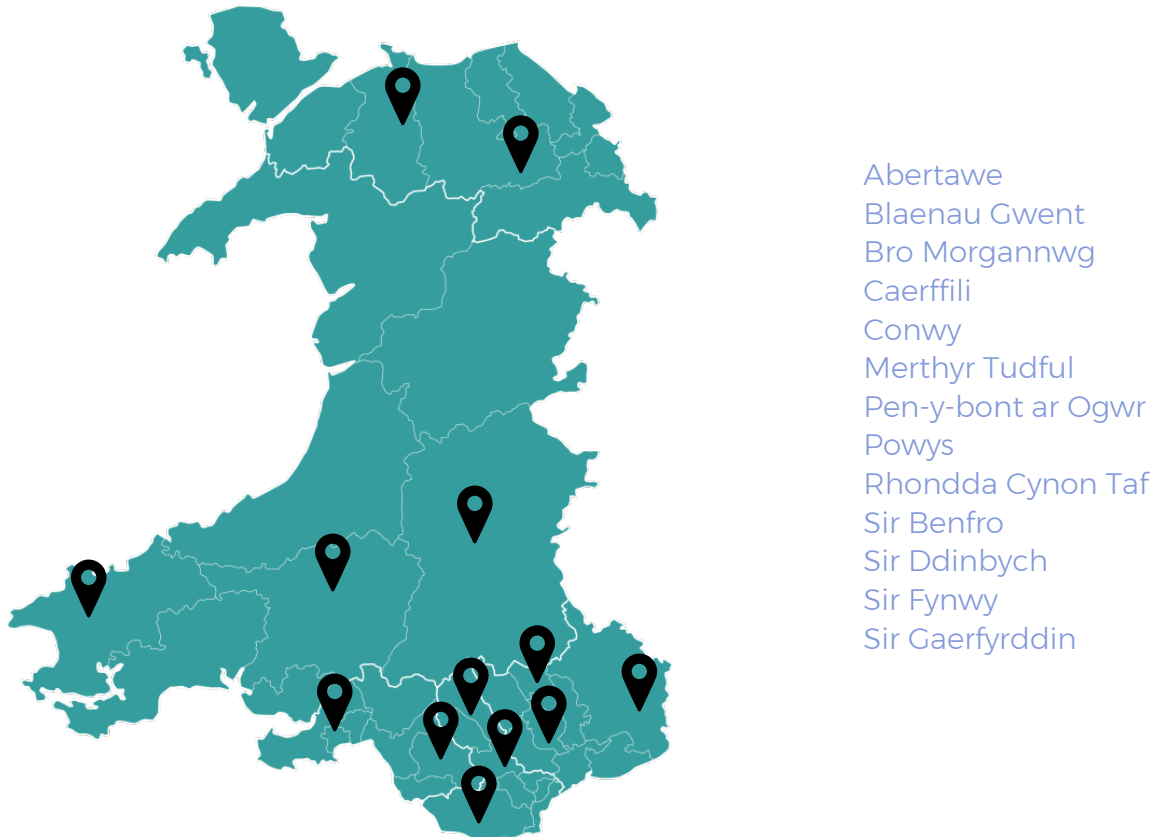 Abertawe
Blaenau Gwent
Bro Morgannwg
Caerffili
Conwy
Merthyr Tudful
Pen-y-bont ar Ogwr
Powys
Rhondda Cynon Taf
Sir Benfro
Sir Ddinbych
Sir Fynwy
Sir Gaerfyrddin